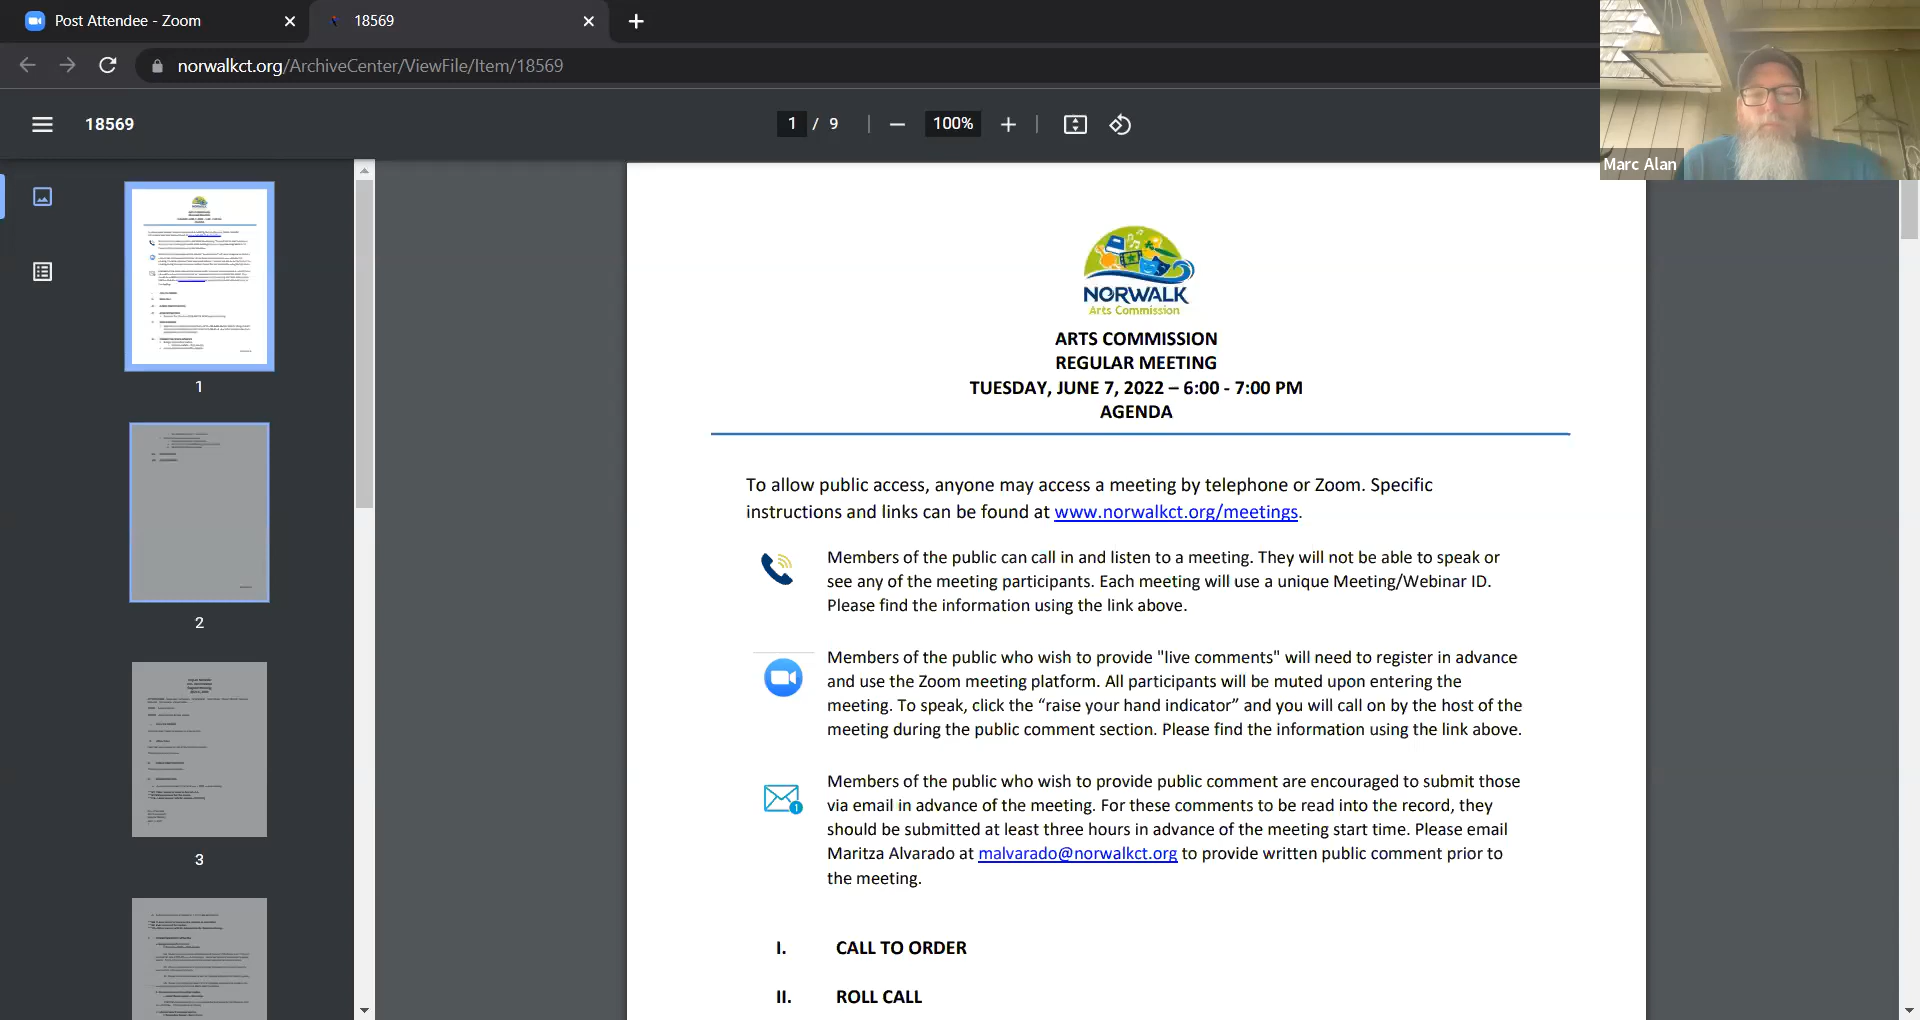 Post Attendee - Zoom
18569
norwalkct.org/ArchiveCenter/ViewFile/Item/18569
18569
1 / 9
100%
Marc Alan
1
2
3
NORWALK
Arts Commission
ARTS COMMISSION
REGULAR MEETING
TUESDAY, JUNE 7, 2022 – 6:00 - 7:00 PM
AGENDA
To allow public access, anyone may access a meeting by telephone or Zoom. Specific
instructions and links can be found at www.norwalkct.org/meetings.
Members of the public can call in and listen to a meeting. They will not be able to speak or
see any of the meeting participants. Each meeting will use a unique Meeting/Webinar ID.
Please find the information using the link above.
Members of the public who wish to provide "live comments" will need to register in advance
and use the Zoom meeting platform. All participants will be muted upon entering the
meeting. To speak, click the “raise your hand indicator” and you will call on by the host of the
meeting during the public comment section. Please find the information using the link above.
Members of the public who wish to provide public comment are encouraged to submit those
via email in advance of the meeting. For these comments to be read into the record, they
should be submitted at least three hours in advance of the meeting start time. Please email
Maritza Alvarado at malvarado@norwalkct.org to provide written public comment prior to
the meeting.
I. CALL TO ORDER
II. ROLL CALL